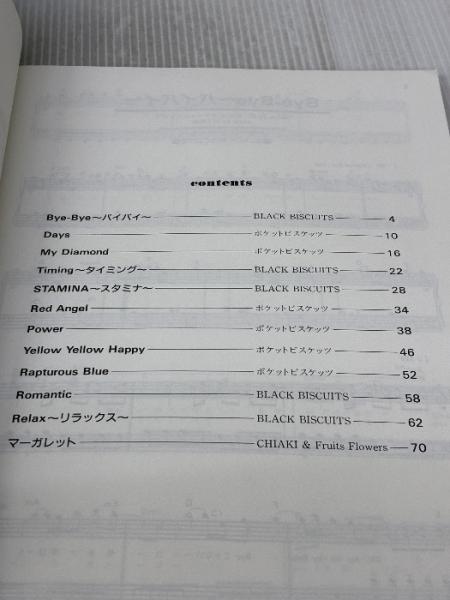 contents
Bye-Bye～バイバイ～ BLACK BISCUITS 4
Days ポケットビスケッツ 10
My Diamond ポケットビスケッツ 16
Timing～タイミング～ BLACK BISCUITS 22
STAMINA～スタミナ～ BLACK BISCUITS 28
Red Angel ポケットビスケッツ 34
Power ポケットビスケッツ 38
Yellow Yellow Happy ポケットビスケッツ 46
Rapturous Blue ポケットビスケッツ 52
Romantic BLACK BISCUITS 58
Relax～リラックス～ BLACK BISCUITS 62
マーガレット CHIAKI & Fruits Flowers 70